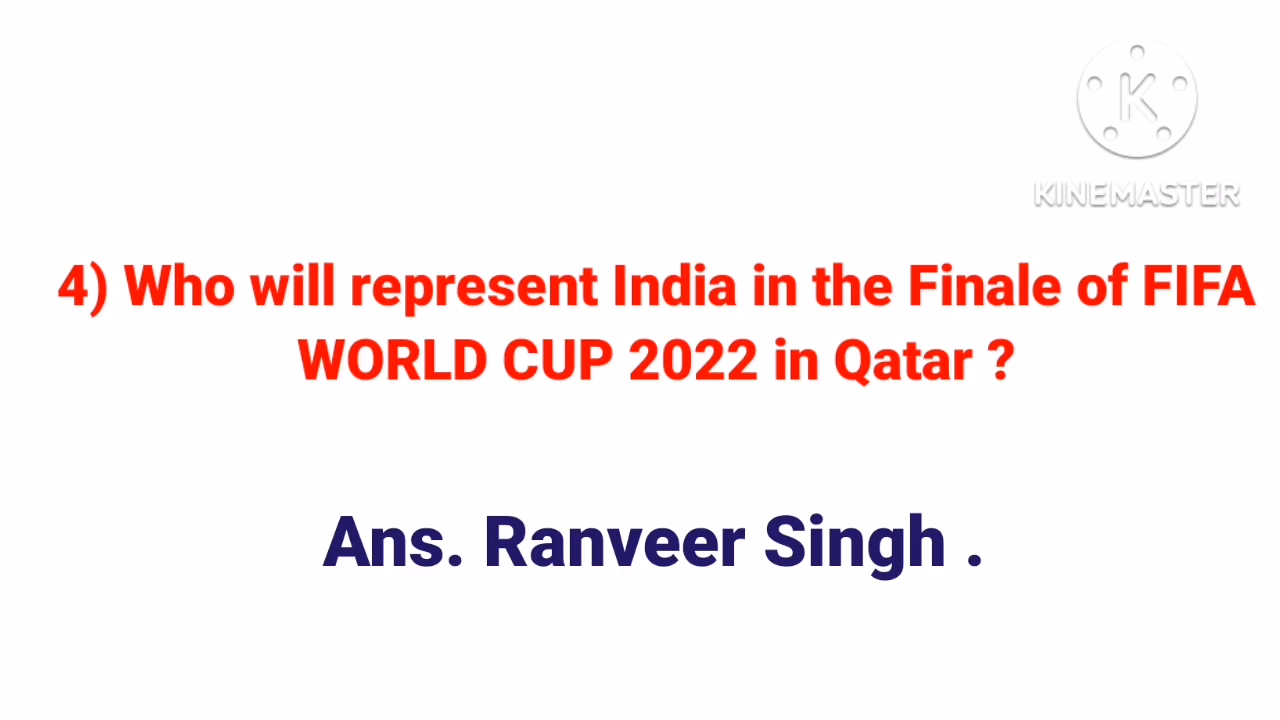 K
KINEMASTER
4) Who will represent India in the Finale of FIFA
WORLD CUP 2022 in Qatar ?
Ans. Ranveer Singh .